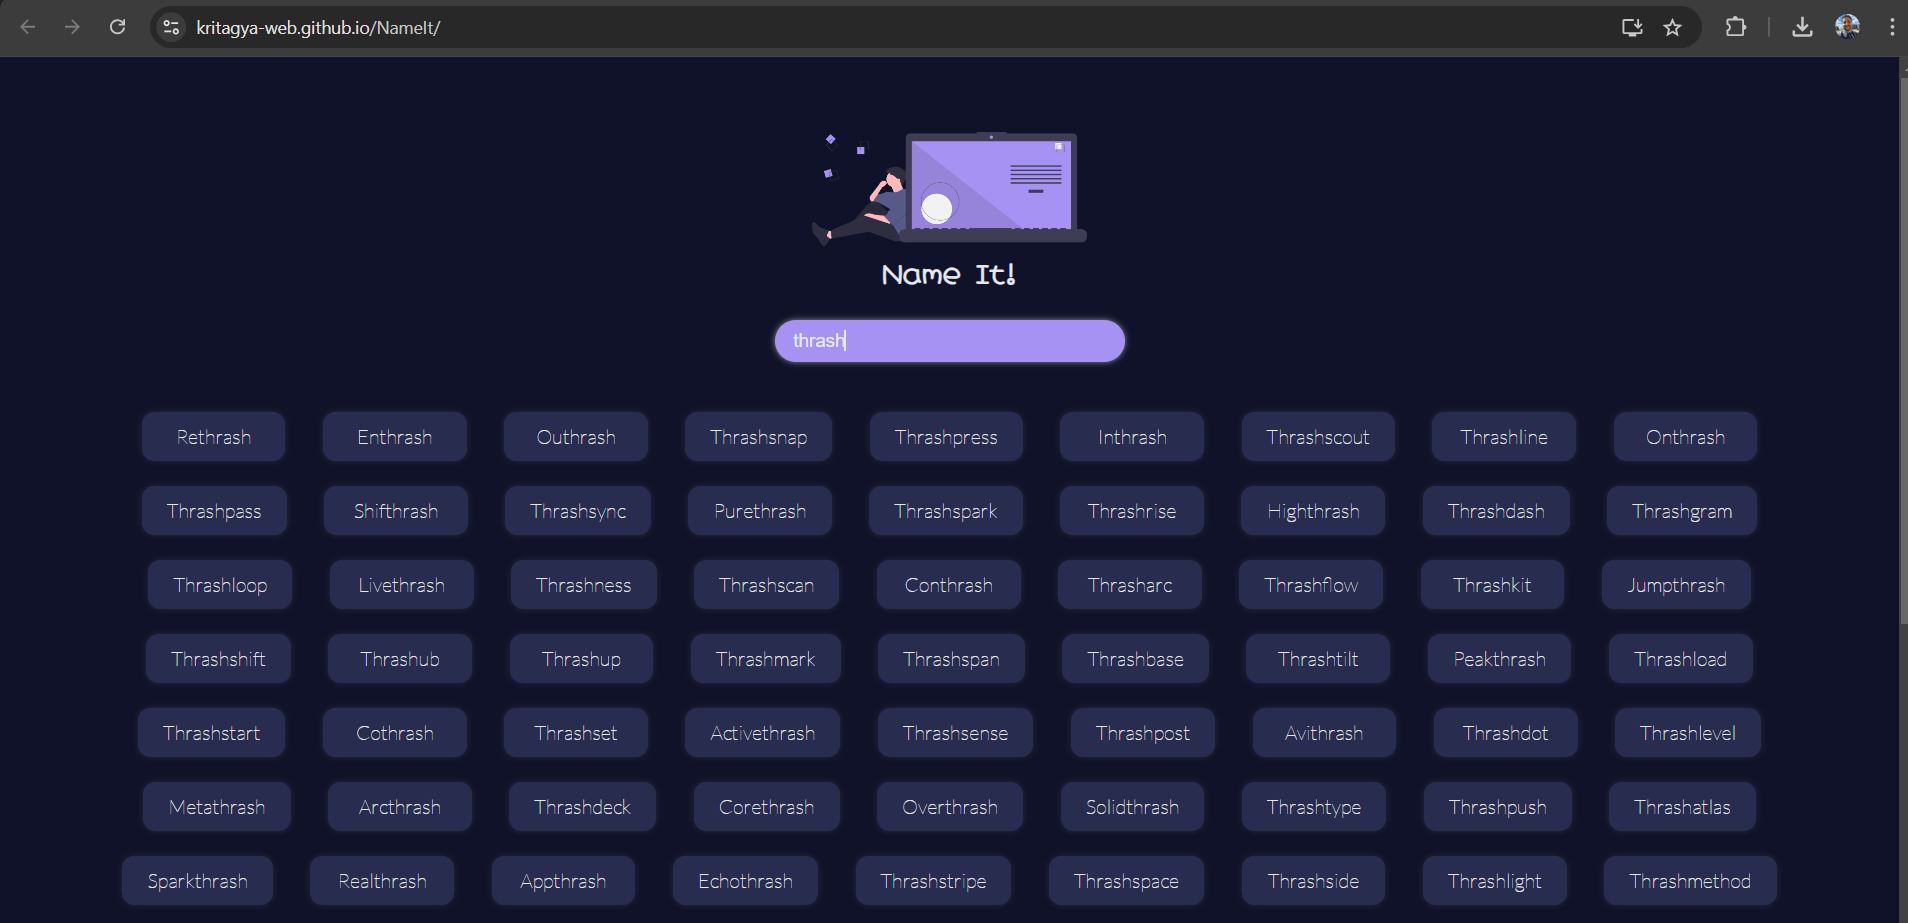 kritagya-web.github.io/NameIt/
Name It!
thrash
Rethrash Enthrash Outhrash Thrashsnap Thrashpress Inthrash Thrashscout Thrashline Onthrash
Thrashpass Shifthrash Thrashsync Purethrash Thrashspark Thrashrise Highthrash Thrashdash Thrashgram
Thrashloop Livethrash Thrashness Thrashscan Conthrash Thrasharc Thrashflow Thrashkit Jumpthrash
Thrashshift Thrashub Thrashup Thrashmark Thrashspan Thrashbase Thrashtilt Peakthrash Thrashload
Thrashstart Cothrash Thrashset Activethrash Thrashsense Thrashpost Avithrash Thrashdot Thrashlevel
Metathrash Arcthrash Thrashdeck Corethrash Overthrash Solidthrash Thrashtype Thrashpush Thrashatlas
Sparkthrash Realthrash Appthrash Echothrash Thrashstripe Thrashspace Thrashside Thrashlight Thrashmethod